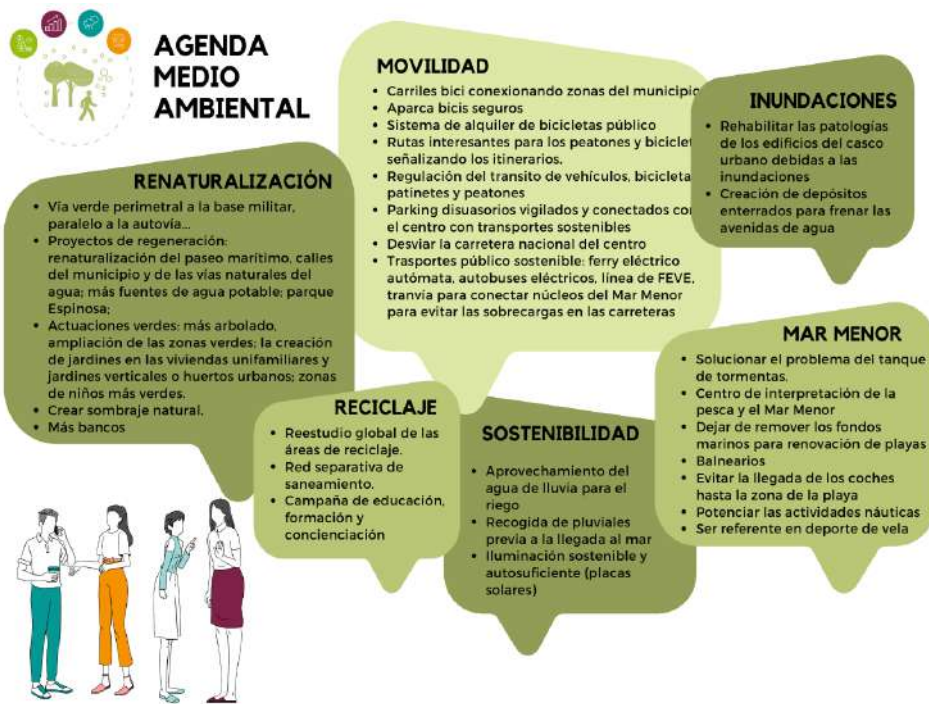 AGENDA
MEDIO
AMBIENTAL
RENATURALIZACIÓN
• Vía verde perimetral a la base militar,
paralelo a la autovía...
• Proyectos de regeneración:
renaturalización del paseo marítimo, calles
del municipio y de las vías naturales del
agua; más fuentes de agua potable; parque
Espinosa;
• Actuaciones verdes: más arbolado,
ampliación de las zonas verdes; la creación
de jardines en las viviendas unifamiliares y
jardines verticales o huertos urbanos; zonas
de niños más verdes.
• Crear sombraje natural.
• Más bancos
MOVILIDAD
• Carriles bici conexionando zonas del municipio
• Aparca bicis seguros
• Sistema de alquiler de bicicletas público
• Rutas interesantes para los peatones y biciclet
señalizando los itinerarios.
• Regulación del transito de vehículos, bicicleta
patinetes y peatones
• Parking disuasorios vigilados y conectados con
el centro con transportes sostenibles
• Desviar la carretera nacional del centro
• Trasportes público sostenible: ferry eléctrico
autómata, autobuses eléctricos, línea de FEVE,
tranvía para conectar núcleos del Mar Menor
para evitar las sobrecargas en las carreteras
INUNDACIONES
• Rehabilitar las patologías
de los edificios del casco
urbano debidas a las
inundaciones
• Creación de depósitos
enterrados para frenar las
avenidas de agua
RECICLAJE
• Reestudio global de las
áreas de reciclaje.
• Red separativa de
saneamiento.
• Campaña de educación,
formación y
concienciación
SOSTENIBILIDAD
• Aprovechamiento del
agua de lluvia para el
riego
• Recogida de pluviales
previa a la llegada al mar
• Iluminación sostenible y
autosuficiente (placas
solares)
MAR MENOR
• Solucionar el problema del tanque
de tormentas.
• Centro de interpretación de la
pesca y el Mar Menor
• Dejar de remover los fondos
marinos para renovación de playas
• Balnearios
• Evitar la llegada de los coches
hasta la zona de la playa
• Potenciar las actividades náuticas
• Ser referente en deporte de vela